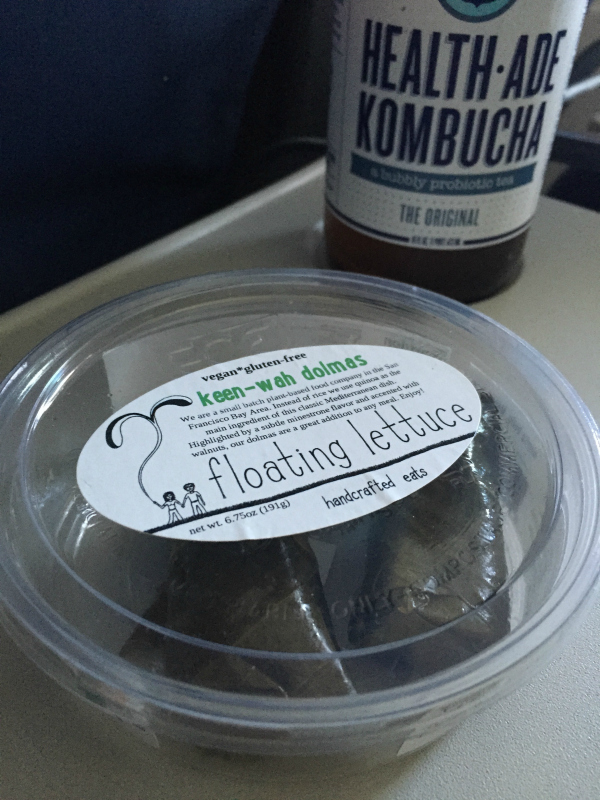 HEALTH·ADE
KOMBUCHA
a bubbly probiotic tea
THE ORIGINAL
vegan*gluten-free
keen-wah dolmas
We are a small batch plant-based food company in the San
Francisco Bay Area. Instead of rice we use quinoa as the
main ingredient of this classic Mediterranean dish.
Highlighted by a subtle minestrone flavor and accented with
walnuts, our dolmas are a great addition to any meal. Enjoy!
floating lettuce
handcrafted eats
net wt. 6.75oz (191g)